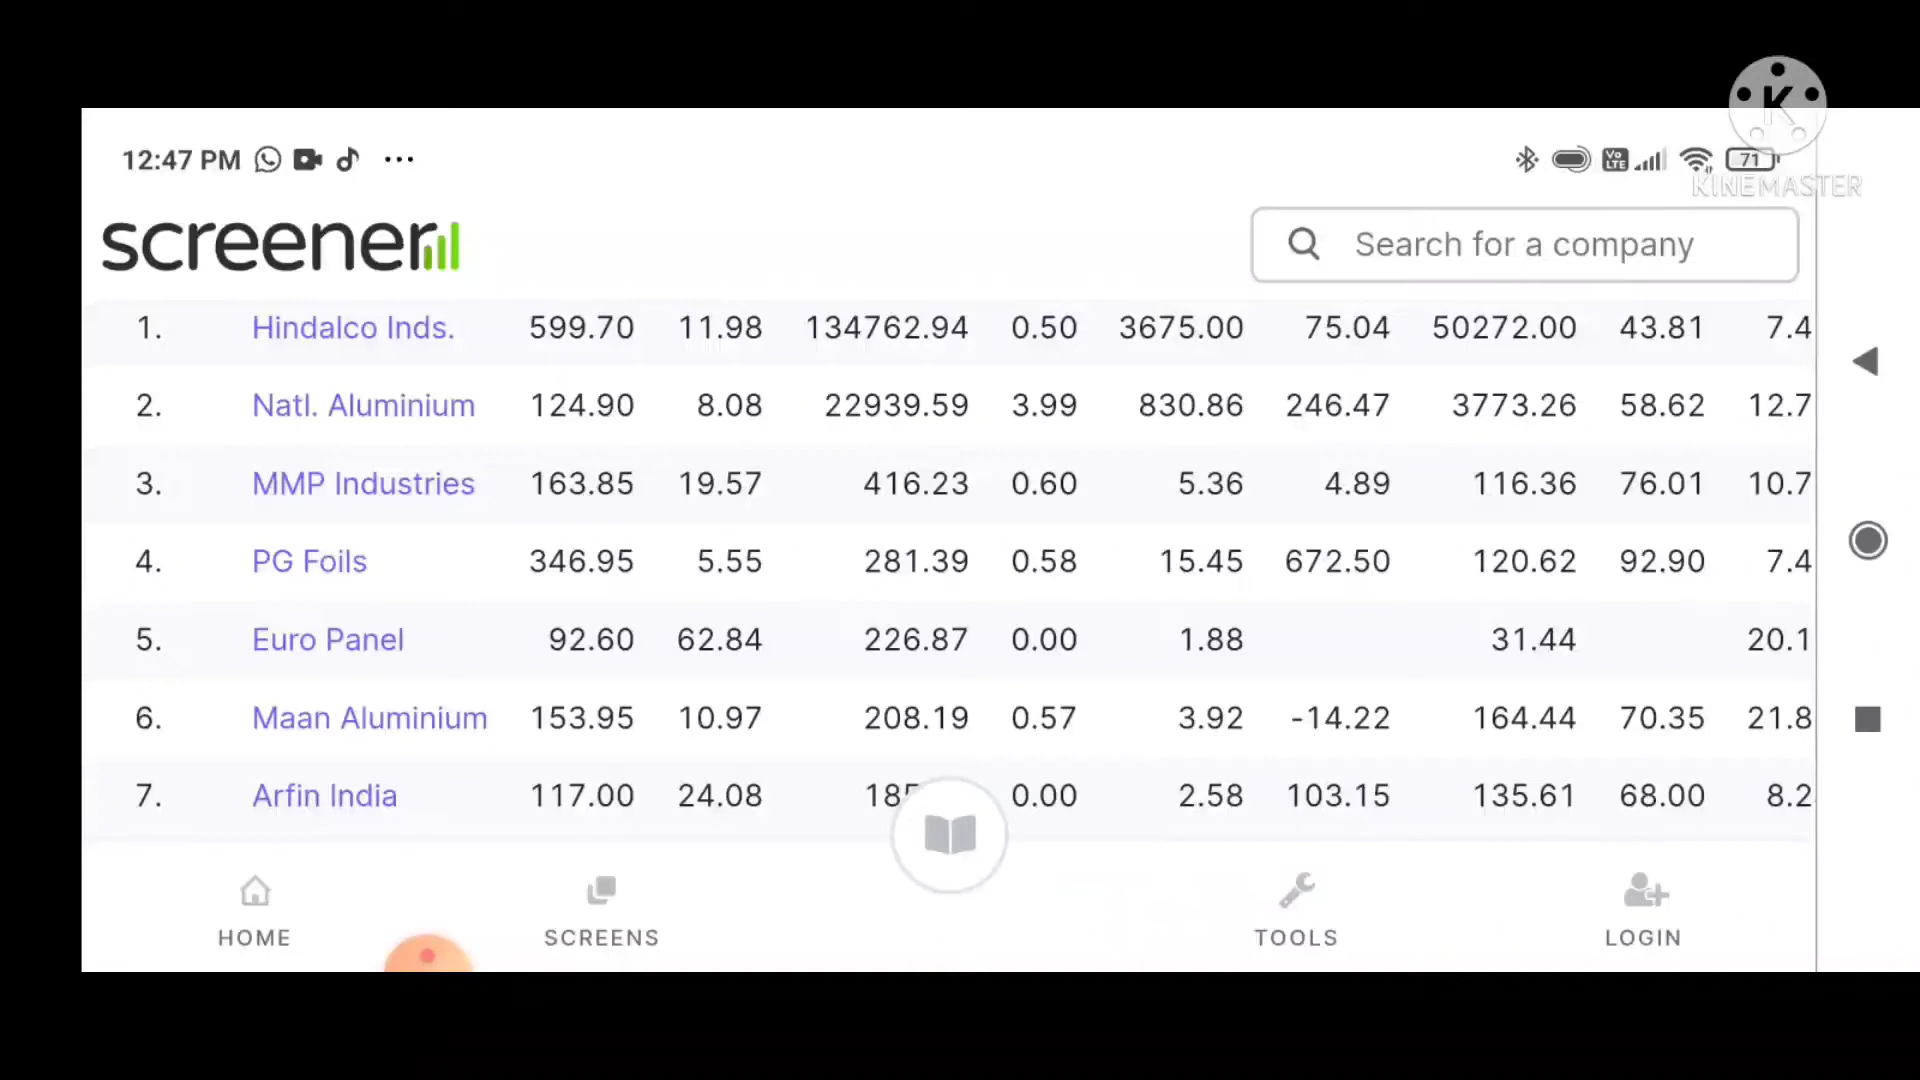 K
12:47 PM
Vo LTE
71
KINEMASTER
screener
Search for a company
1. Hindalco Inds. 599.70 11.98 134762.94 0.50 3675.00 75.04 50272.00 43.81 7.4
2. Natl. Aluminium 124.90 8.08 22939.59 3.99 830.86 246.47 3773.26 58.62 12.7
3. MMP Industries 163.85 19.57 416.23 0.60 5.36 4.89 116.36 76.01 10.7
4. PG Foils 346.95 5.55 281.39 0.58 15.45 672.50 120.62 92.90 7.4
5. Euro Panel 92.60 62.84 226.87 0.00 1.88 31.44 20.1
6. Maan Aluminium 153.95 10.97 208.19 0.57 3.92 -14.22 164.44 70.35 21.8
7. Arfin India 117.00 24.08 0.00 2.58 103.15 135.61 68.00 8.2
HOME SCREENS TOOLS LOGIN